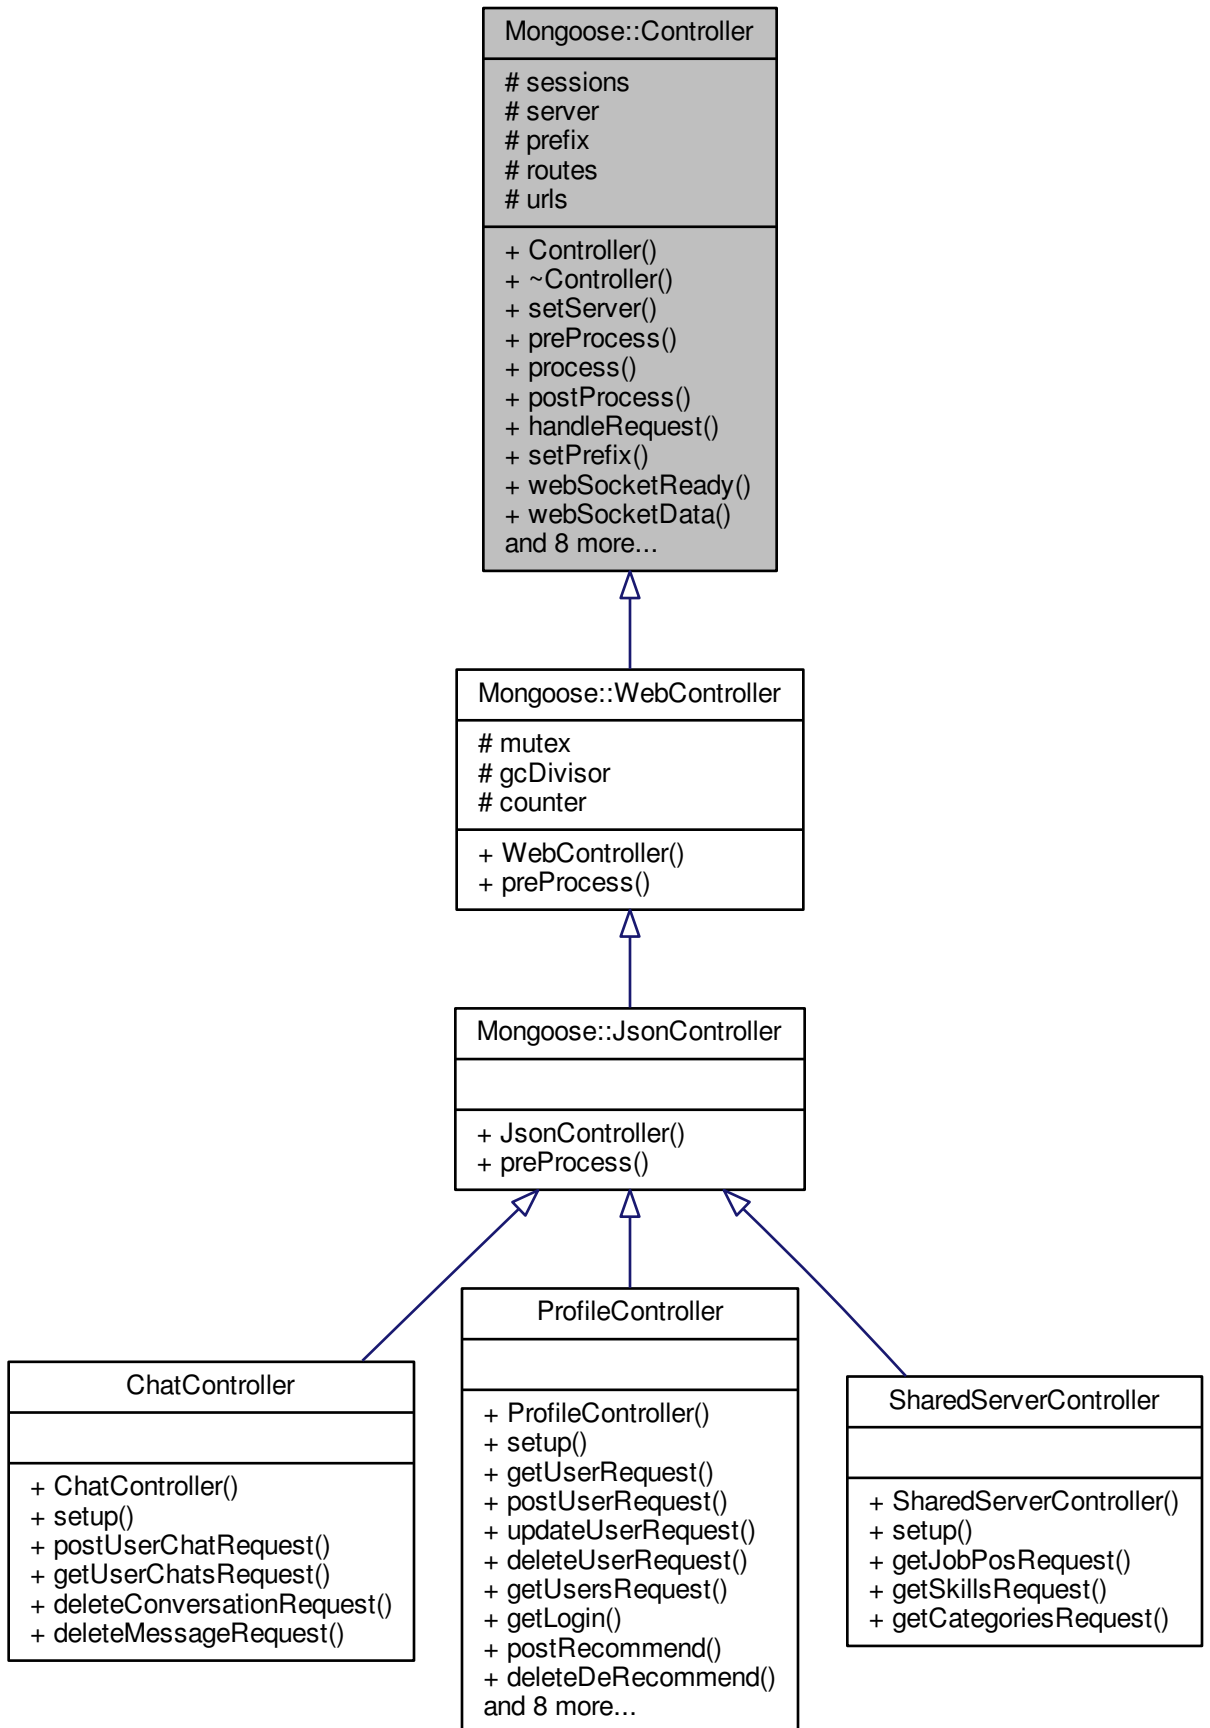 Mongoose::Controller
# sessions
# server
# prefix
# routes
# urls
+ Controller()
+ ~Controller()
+ setServer()
+ preProcess()
+ process()
+ postProcess()
+ handleRequest()
+ setPrefix()
+ webSocketReady()
+ webSocketData()
and 8 more...
Mongoose::WebController
# mutex
# gcDivisor
# counter
+ WebController()
+ preProcess()
Mongoose::JsonController
+ JsonController()
+ preProcess()
ChatController
+ ChatController()
+ setup()
+ postUserChatRequest()
+ getUserChatsRequest()
+ deleteConversationRequest()
+ deleteMessageRequest()
ProfileController
+ ProfileController()
+ setup()
+ getUserRequest()
+ postUserRequest()
+ updateUserRequest()
+ deleteUserRequest()
+ getUsersRequest()
+ getLogin()
+ postRecommend()
+ deleteDeRecommend()
and 8 more...
SharedServerController
+ SharedServerController()
+ setup()
+ getJobPosRequest()
+ getSkillsRequest()
+ getCategoriesRequest()